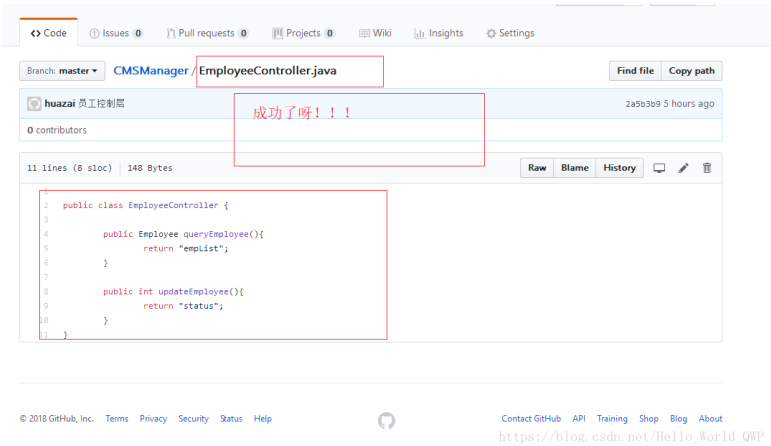 Code Issues 0 Pull requests 0 Projects 0 Wiki Insights Settings
Branch: master CMSManager / EmployeeController.java Find file Copy path
成功了呀！！！
huazai 员工控制层 2a5b3b9 5 hours ago
0 contributors
11 lines (8 sloc) 148 Bytes Raw Blame History
1
2 public class EmployeeController {
3
4 public Employee queryEmployee(){
5 return "empList";
6 }
7
8 public int updateEmployee(){
9 return "status";
10 }
11 }
© 2018 GitHub, Inc. Terms Privacy Security Status Help Contact GitHub API Training Shop Blog About
https://blog.csdn.net/Hello_World_QWP